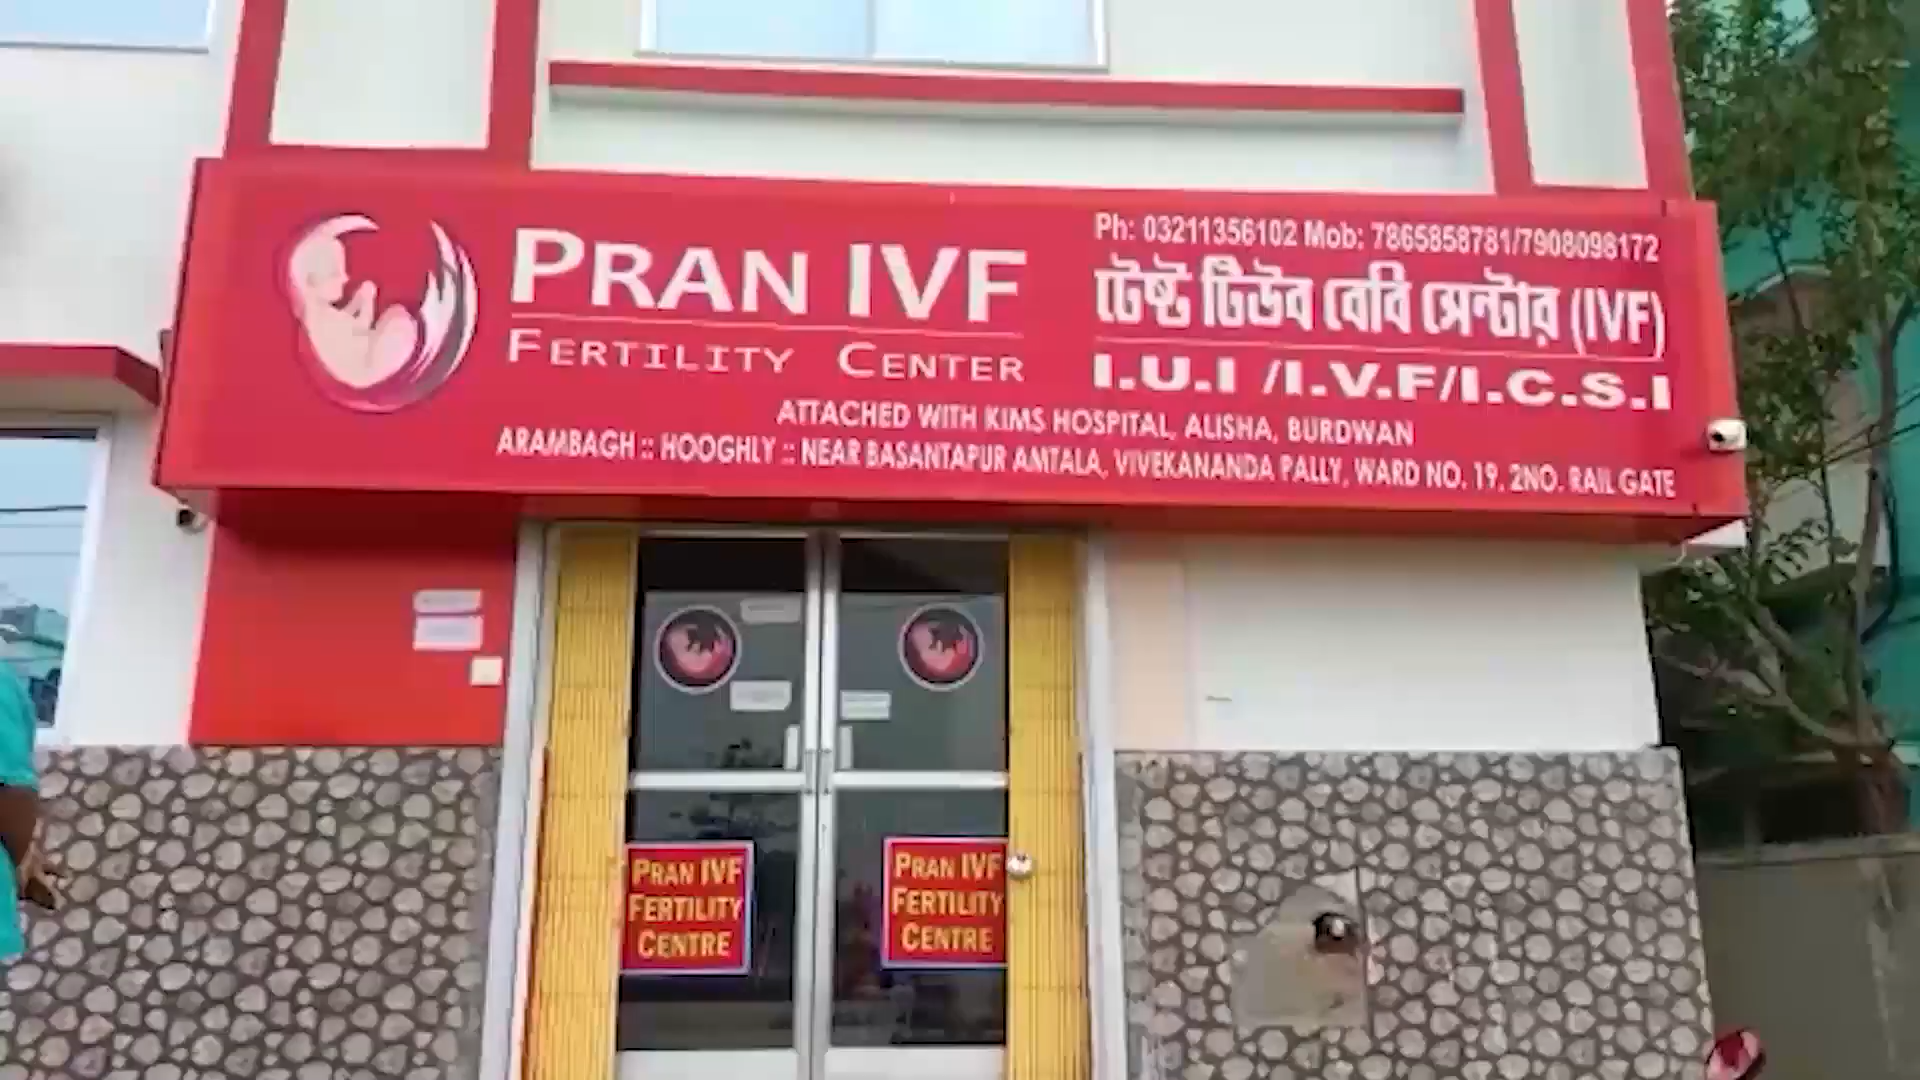 PRAN IVF
FERTILITY CENTER
Ph: 03211356102 Mob: 7865858781/7908098172
টেষ্ট টিউব বেবি সেন্টার (IVF)
I.U.I /I.V.F/I.C.S.I
ATTACHED WITH KIMS HOSPITAL, ALISHA, BURDWAN
ARAMBAGH :: HOOGHLY :: NEAR BASANTAPUR AMTALA, VIVEKANANDA PALLY, WARD NO. 19, 2NO. RAIL GATE
PRAN IVF
FERTILITY
CENTRE
PRAN IVF
FERTILITY
CENTRE